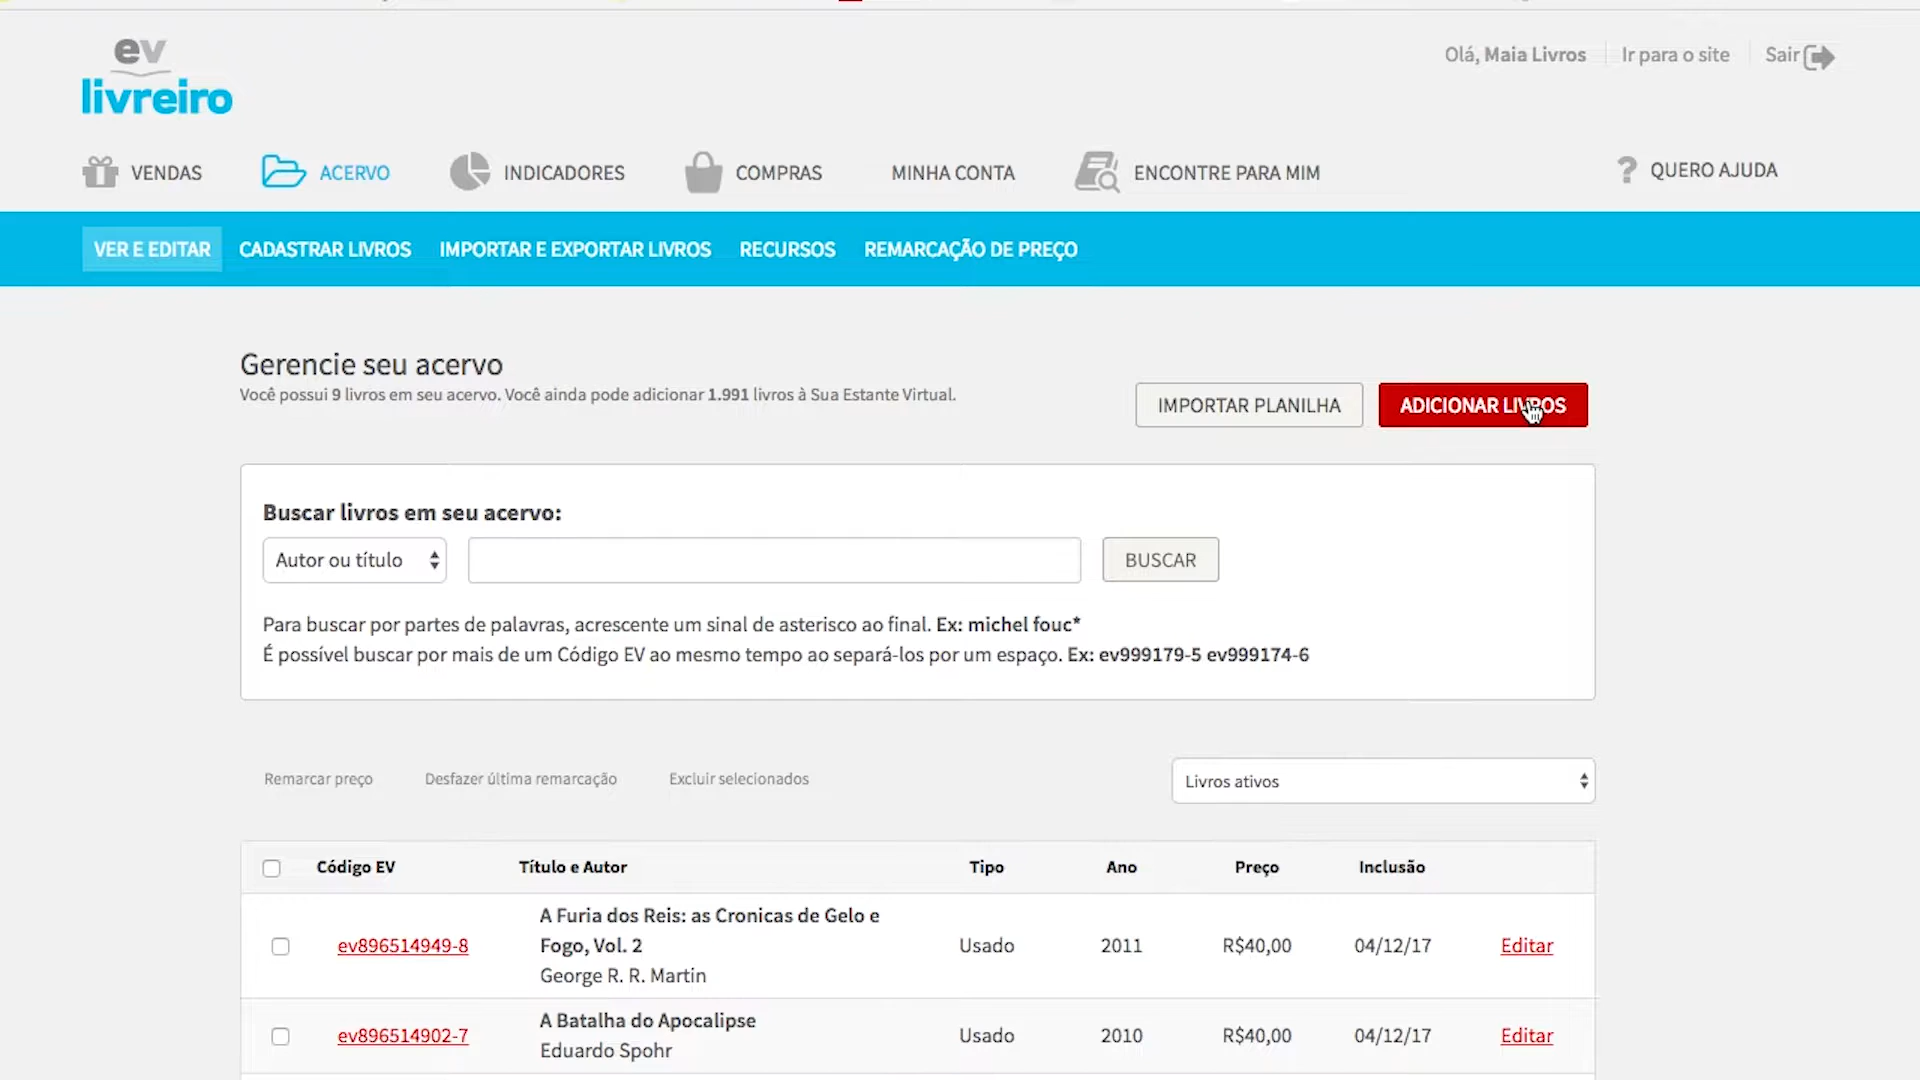 ev
livreiro
Olá, Maia Livros
Ir para o site
Sair
VENDAS
ACERVO
INDICADORES
COMPRAS
MINHA CONTA
ENCONTRE PARA MIM
? QUERO AJUDA
VER E EDITAR
CADASTRAR LIVROS
IMPORTAR E EXPORTAR LIVROS
RECURSOS
REMARCAÇÃO DE PREÇO
Gerencie seu acervo
Você possui 9 livros em seu acervo. Você ainda pode adicionar 1.991 livros à Sua Estante Virtual.
IMPORTAR PLANILHA
ADICIONAR LIVROS
Buscar livros em seu acervo:
Autor ou título
BUSCAR
Para buscar por partes de palavras, acrescente um sinal de asterisco ao final. Ex: michel fouc*
É possível buscar por mais de um Código EV ao mesmo tempo ao separá-los por um espaço. Ex: ev999179-5 ev999174-6
Remarcar preço
Desfazer última remarcação
Excluir selecionados
Livros ativos
Código EV
Título e Autor
Tipo
Ano
Preço
Inclusão
ev896514949-8
A Furia dos Reis: as Cronicas de Gelo e
Fogo, Vol. 2
George R. R. Martin
Usado
2011
R$40,00
04/12/17
Editar
ev896514902-7
A Batalha do Apocalipse
Eduardo Spohr
Usado
2010
R$40,00
04/12/17
Editar